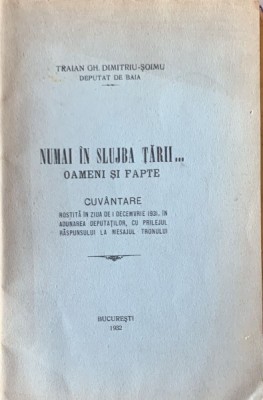 TRAIAN GH. DIMITRIU-ȘOIMU
DEPUTAT DE BAIA
NUMAI ÎN SLUJBA ȚĂRII...
OAMENI ȘI FAPTE
CUVÂNTARE
ROSTITĂ ÎN ZIUA DE 1 DECEMVRIE 1931, ÎN
ADUNAREA DEPUTAȚILOR, CU PRILEJUL
RĂSPUNSULUI LA MESAJUL TRONULUI
BUCUREȘTI
1932